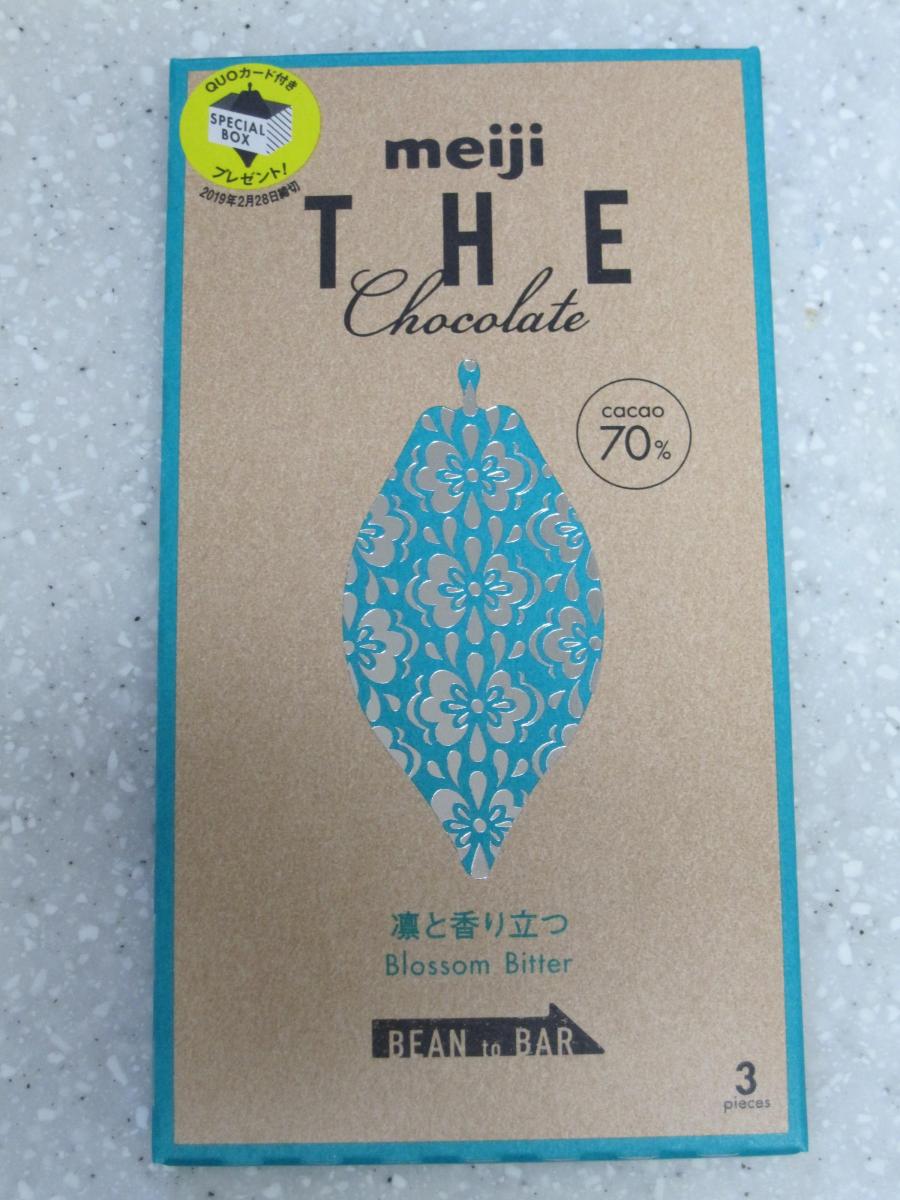 QUOカード付き
SPECIAL
BOX
プレゼント!
2019年2月28日締切
meiji
THE
Chocolate
cacao
70%
凛と香り立つ
Blossom Bitter
BEAN to BAR
3
pieces